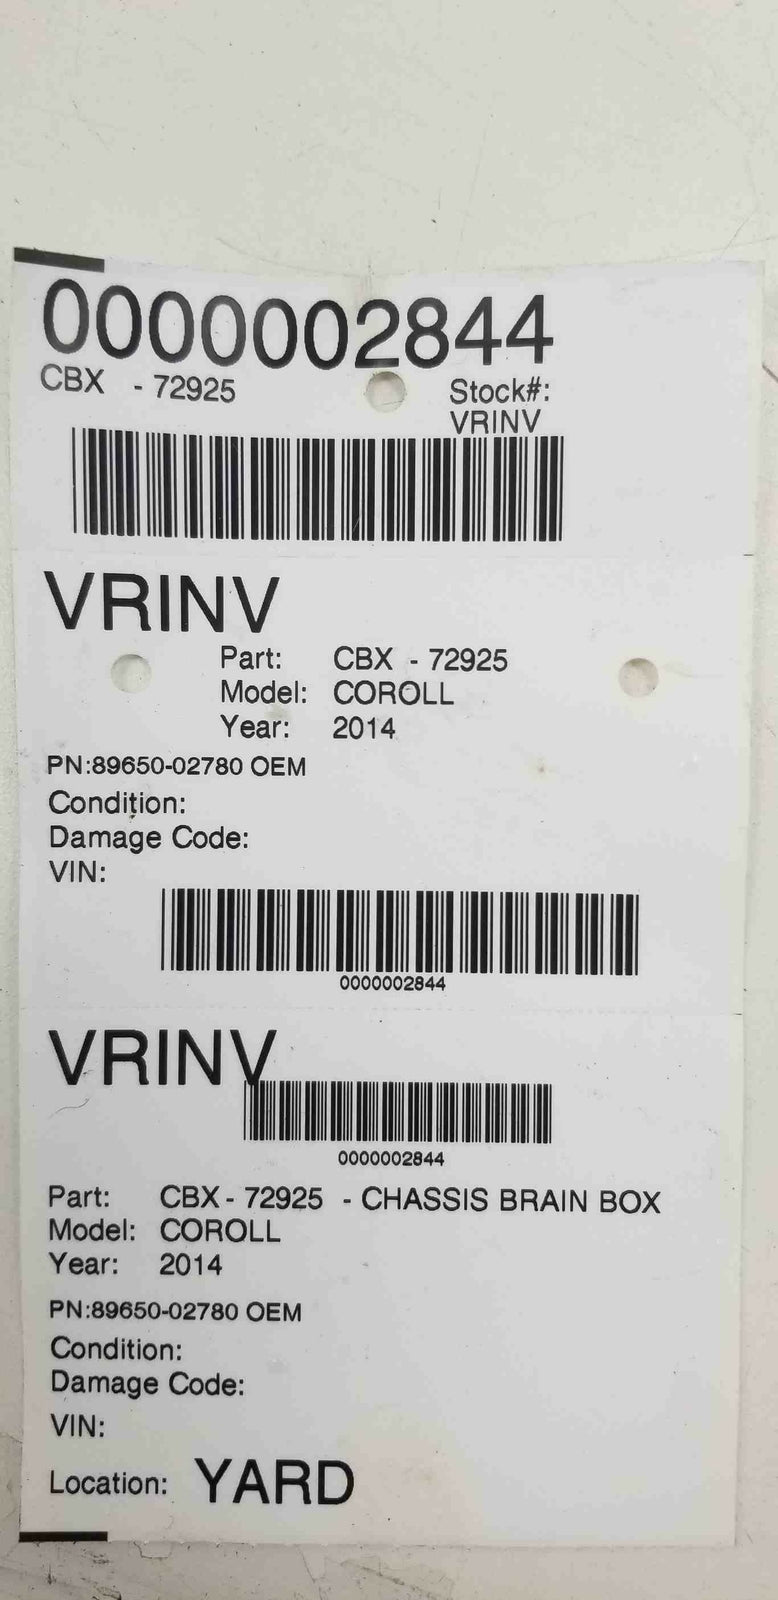 0000002844
CBX - 72925 Stock#:
VRINV
VRINV
Part: CBX - 72925
Model: COROLL
Year: 2014
PN:89650-02780 OEM
Condition:
Damage Code:
VIN:
0000002844
VRINV
0000002844
Part: CBX - 72925 - CHASSIS BRAIN BOX
Model: COROLL
Year: 2014
PN:89650-02780 OEM
Condition:
Damage Code:
VIN:
Location: YARD